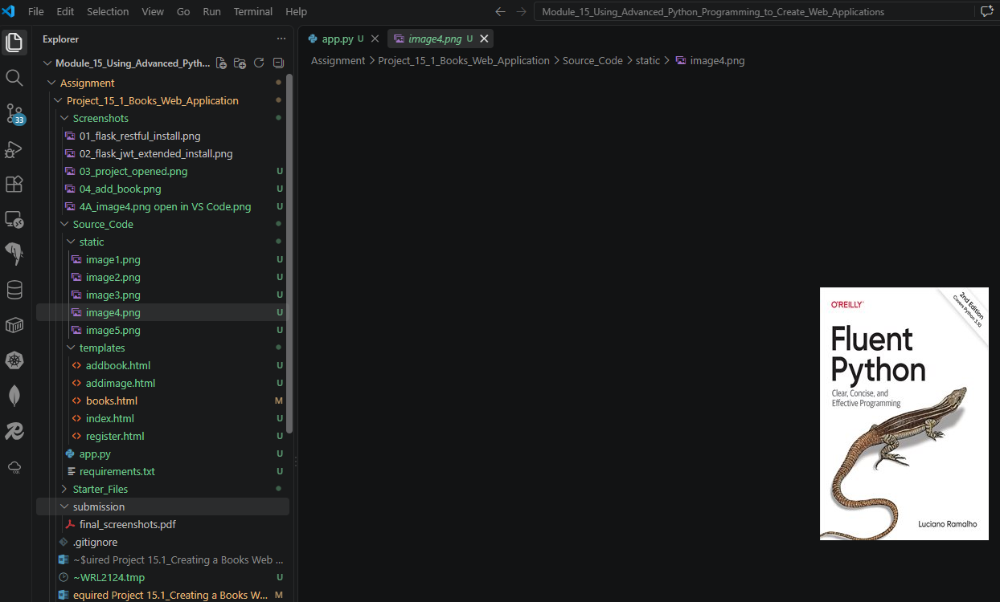 File Edit Selection View Go Run Terminal Help
Module_15_Using_Advanced_Python_Programming_to_Create_Web_Applications
Explorer
Module_15_Using_Advanced_Pyth...
Assignment
Project_15_1_Books_Web_Application
Screenshots
01_flask_restful_install.png
02_flask_jwt_extended_install.png
03_project_opened.png U
04_add_book.png U
4A_image4.png open in VS Code.png U
Source_Code
static
image1.png U
image2.png U
image3.png U
image4.png U
image5.png U
templates
addbook.html U
addimage.html U
books.html M
index.html U
register.html U
app.py U
requirements.txt U
Starter_Files
submission
final_screenshots.pdf
.gitignore
~$uired Project 15.1_Creating a Books Web ...
~WRL2124.tmp U
equired Project 15.1_Creating a Books W... M
33
app.py U
image4.png U
Assignment > Project_15_1_Books_Web_Application > Source_Code > static > image4.png
O'REILLY
2nd Edition
Covers Python 3.10
Fluent
Python
Clear, Concise, and
Effective Programming
Luciano Ramalho